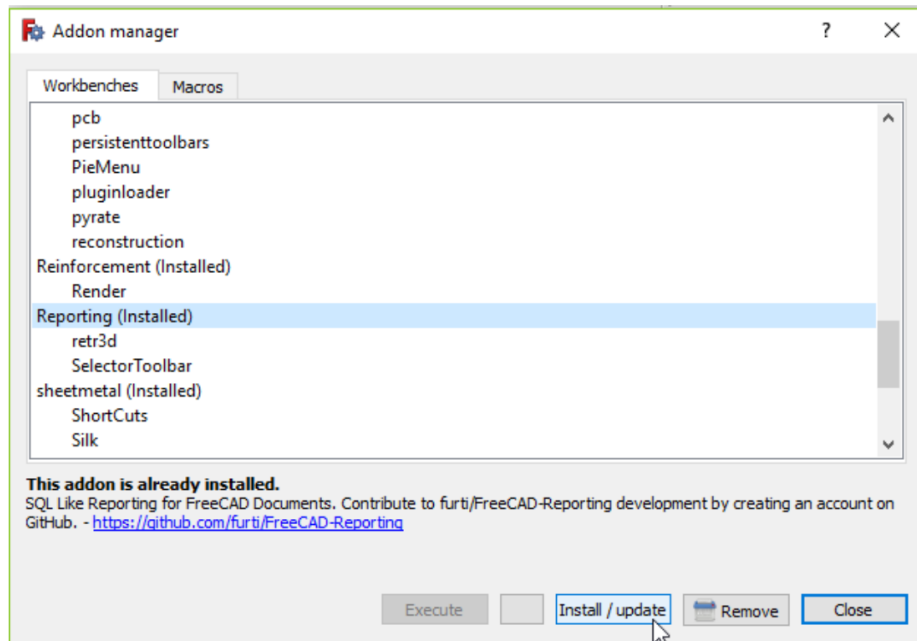 Addon manager
?
Workbenches Macros
pcb
persistenttoolbars
PieMenu
pluginloader
pyrate
reconstruction
Reinforcement (Installed)
Render
Reporting (Installed)
retr3d
SelectorToolbar
sheetmetal (Installed)
ShortCuts
Silk
This addon is already installed.
SQL Like Reporting for FreeCAD Documents. Contribute to furti/FreeCAD-Reporting development by creating an account on
GitHub. - https://github.com/furti/FreeCAD-Reporting
Execute Install / update Remove Close